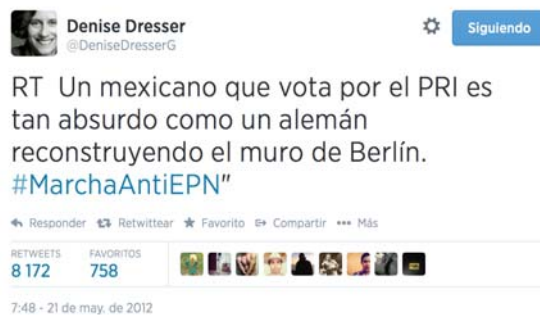 Denise Dresser
@DeniseDresserG
Siguiendo
RT Un mexicano que vota por el PRI es
tan absurdo como un alemán
reconstruyendo el muro de Berlín.
#MarchaAntiEPN"
Responder Retwittear Favorito Compartir Más
RETWEETS FAVORITOS
8 172 758
7:48 - 21 de may. de 2012